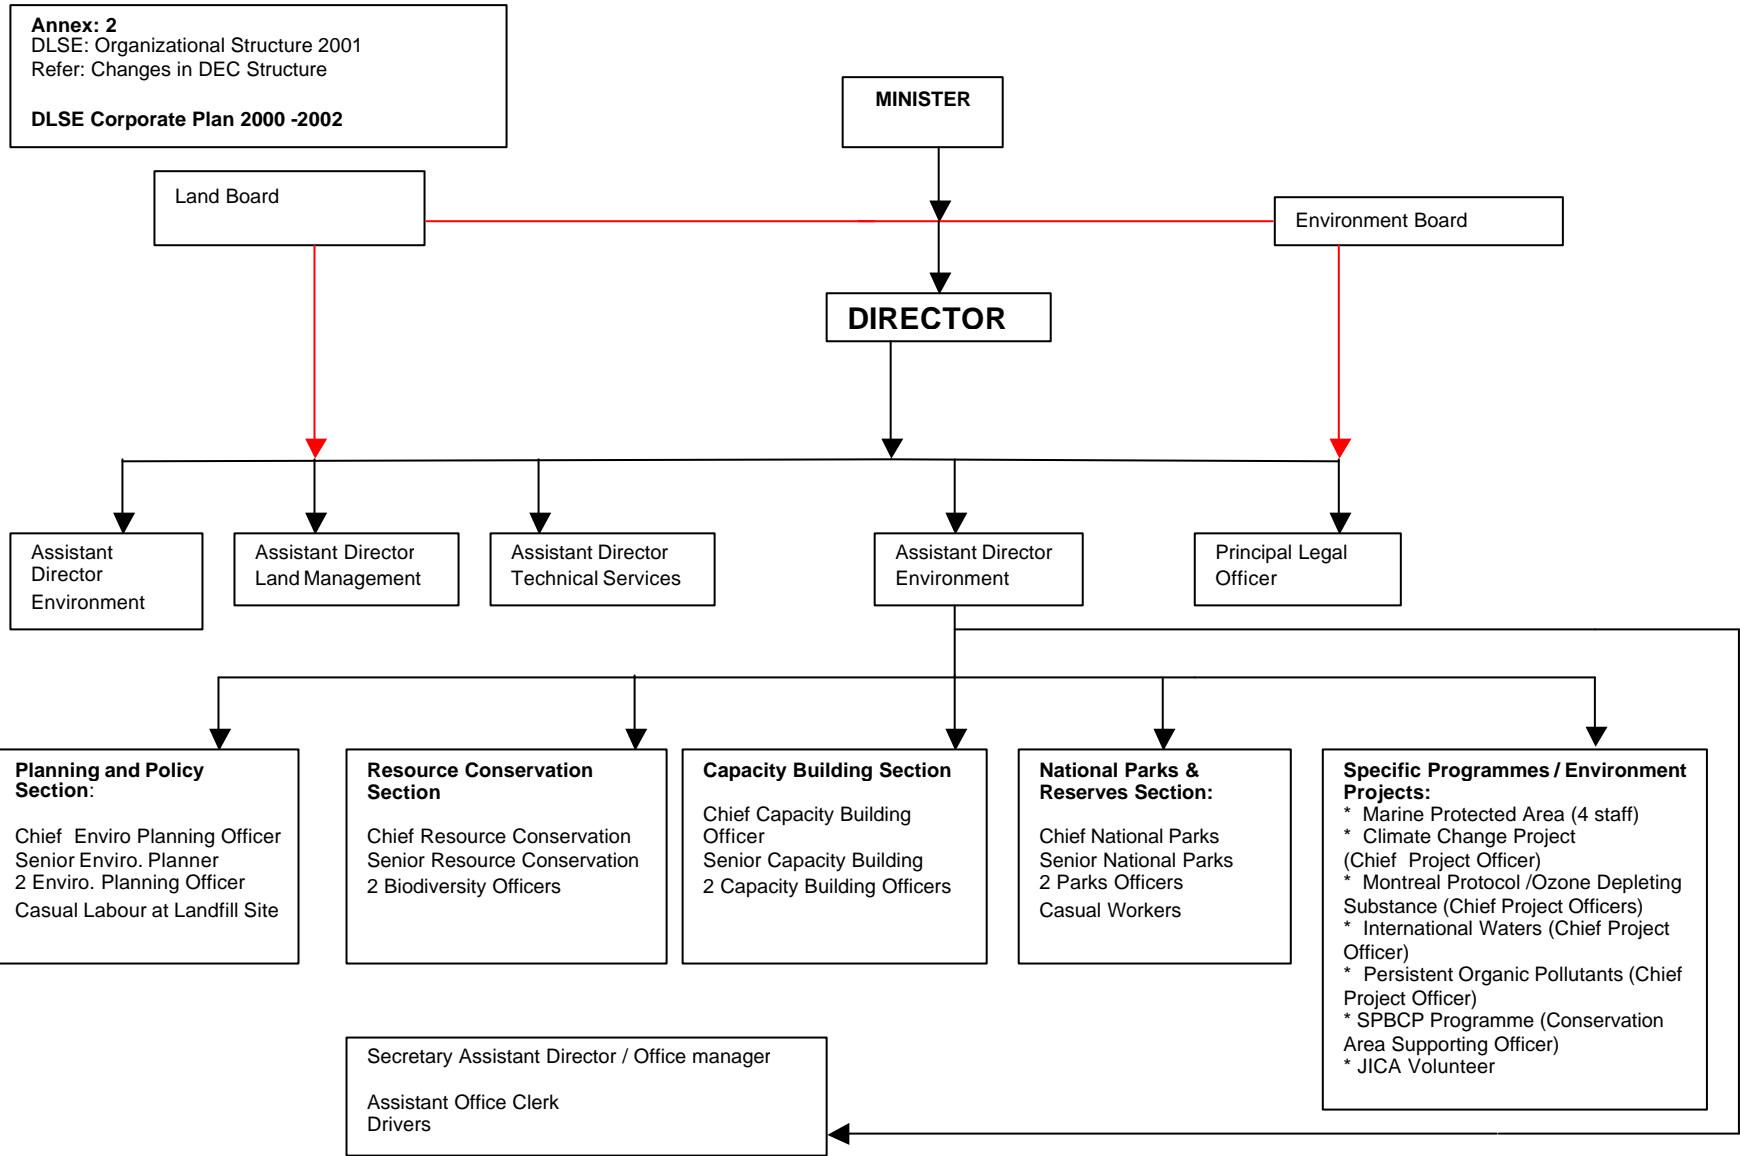 Annex: 2
DLSE: Organizational Structure 2001
Refer: Changes in DEC Structure
DLSE Corporate Plan 2000 -2002
MINISTER
Land Board
Environment Board
DIRECTOR
Assistant
Director
Environment
Assistant Director
Land Management
Assistant Director
Technical Services
Assistant Director
Environment
Principal Legal
Officer
Planning and Policy
Section:
Chief Enviro Planning Officer
Senior Enviro. Planner
2 Enviro. Planning Officer
Casual Labour at Landfill Site
Resource Conservation
Section
Chief Resource Conservation
Senior Resource Conservation
2 Biodiversity Officers
Capacity Building Section
Chief Capacity Building
Officer
Senior Capacity Building
2 Capacity Building Officers
National Parks &
Reserves Section:
Chief National Parks
Senior National Parks
2 Parks Officers
Casual Workers
Specific Programmes / Environment
Projects:
* Marine Protected Area (4 staff)
* Climate Change Project
(Chief Project Officer)
* Montreal Protocol /Ozone Depleting
Substance (Chief Project Officers)
* International Waters (Chief Project
Officer)
* Persistent Organic Pollutants (Chief
Project Officer)
* SPBCP Programme (Conservation
Area Supporting Officer)
* JICA Volunteer
Secretary Assistant Director / Office manager
Assistant Office Clerk
Drivers